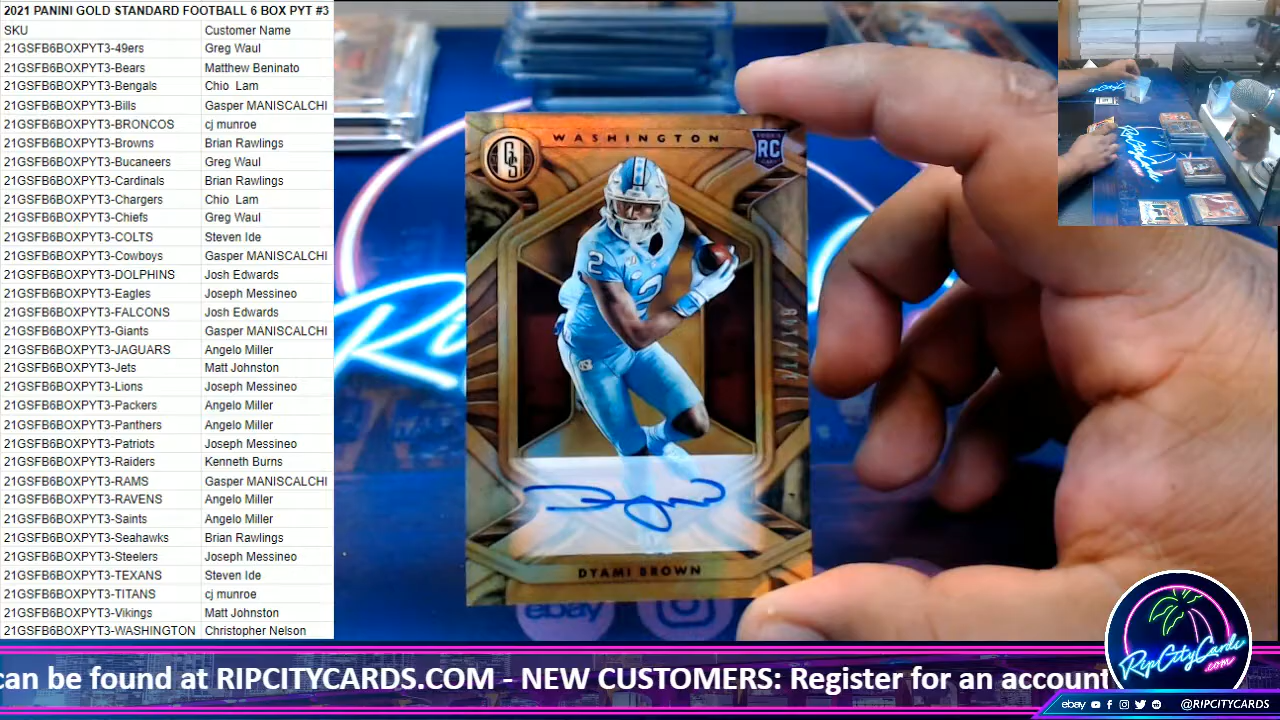 2021 PANINI GOLD STANDARD FOOTBALL 6 BOX PYT #3
SKU Customer Name
21GSFB6BOXPYT3-49ers Greg Waul
21GSFB6BOXPYT3-Bears Matthew Beninato
21GSFB6BOXPYT3-Bengals Chio Lam
21GSFB6BOXPYT3-Bills Gasper MANISCALCHI
21GSFB6BOXPYT3-BRONCOS cj munroe
21GSFB6BOXPYT3-Browns Brian Rawlings
21GSFB6BOXPYT3-Bucaneers Greg Waul
21GSFB6BOXPYT3-Cardinals Brian Rawlings
21GSFB6BOXPYT3-Chargers Chio Lam
21GSFB6BOXPYT3-Chiefs Greg Waul
21GSFB6BOXPYT3-COLTS Steven Ide
21GSFB6BOXPYT3-Cowboys Gasper MANISCALCHI
21GSFB6BOXPYT3-DOLPHINS Josh Edwards
21GSFB6BOXPYT3-Eagles Joseph Messineo
21GSFB6BOXPYT3-FALCONS Josh Edwards
21GSFB6BOXPYT3-Giants Gasper MANISCALCHI
21GSFB6BOXPYT3-JAGUARS Angelo Miller
21GSFB6BOXPYT3-Jets Matt Johnston
21GSFB6BOXPYT3-Lions Joseph Messineo
21GSFB6BOXPYT3-Packers Angelo Miller
21GSFB6BOXPYT3-Panthers Angelo Miller
21GSFB6BOXPYT3-Patriots Joseph Messineo
21GSFB6BOXPYT3-Raiders Kenneth Burns
21GSFB6BOXPYT3-RAMS Gasper MANISCALCHI
21GSFB6BOXPYT3-RAVENS Angelo Miller
21GSFB6BOXPYT3-Saints Angelo Miller
21GSFB6BOXPYT3-Seahawks Brian Rawlings
21GSFB6BOXPYT3-Steelers Joseph Messineo
21GSFB6BOXPYT3-TEXANS Steven Ide
21GSFB6BOXPYT3-TITANS cj munroe
21GSFB6BOXPYT3-Vikings Matt Johnston
21GSFB6BOXPYT3-WASHINGTON Christopher Nelson
WASHINGTON
GS
RC
2
2
DYAMI BROWN
ebay
RipCity
can be found at RIPCITYCARDS.COM - NEW CUSTOMERS: Register for an account
RipCityCards
.com
ebay @RIPCITYCARDS